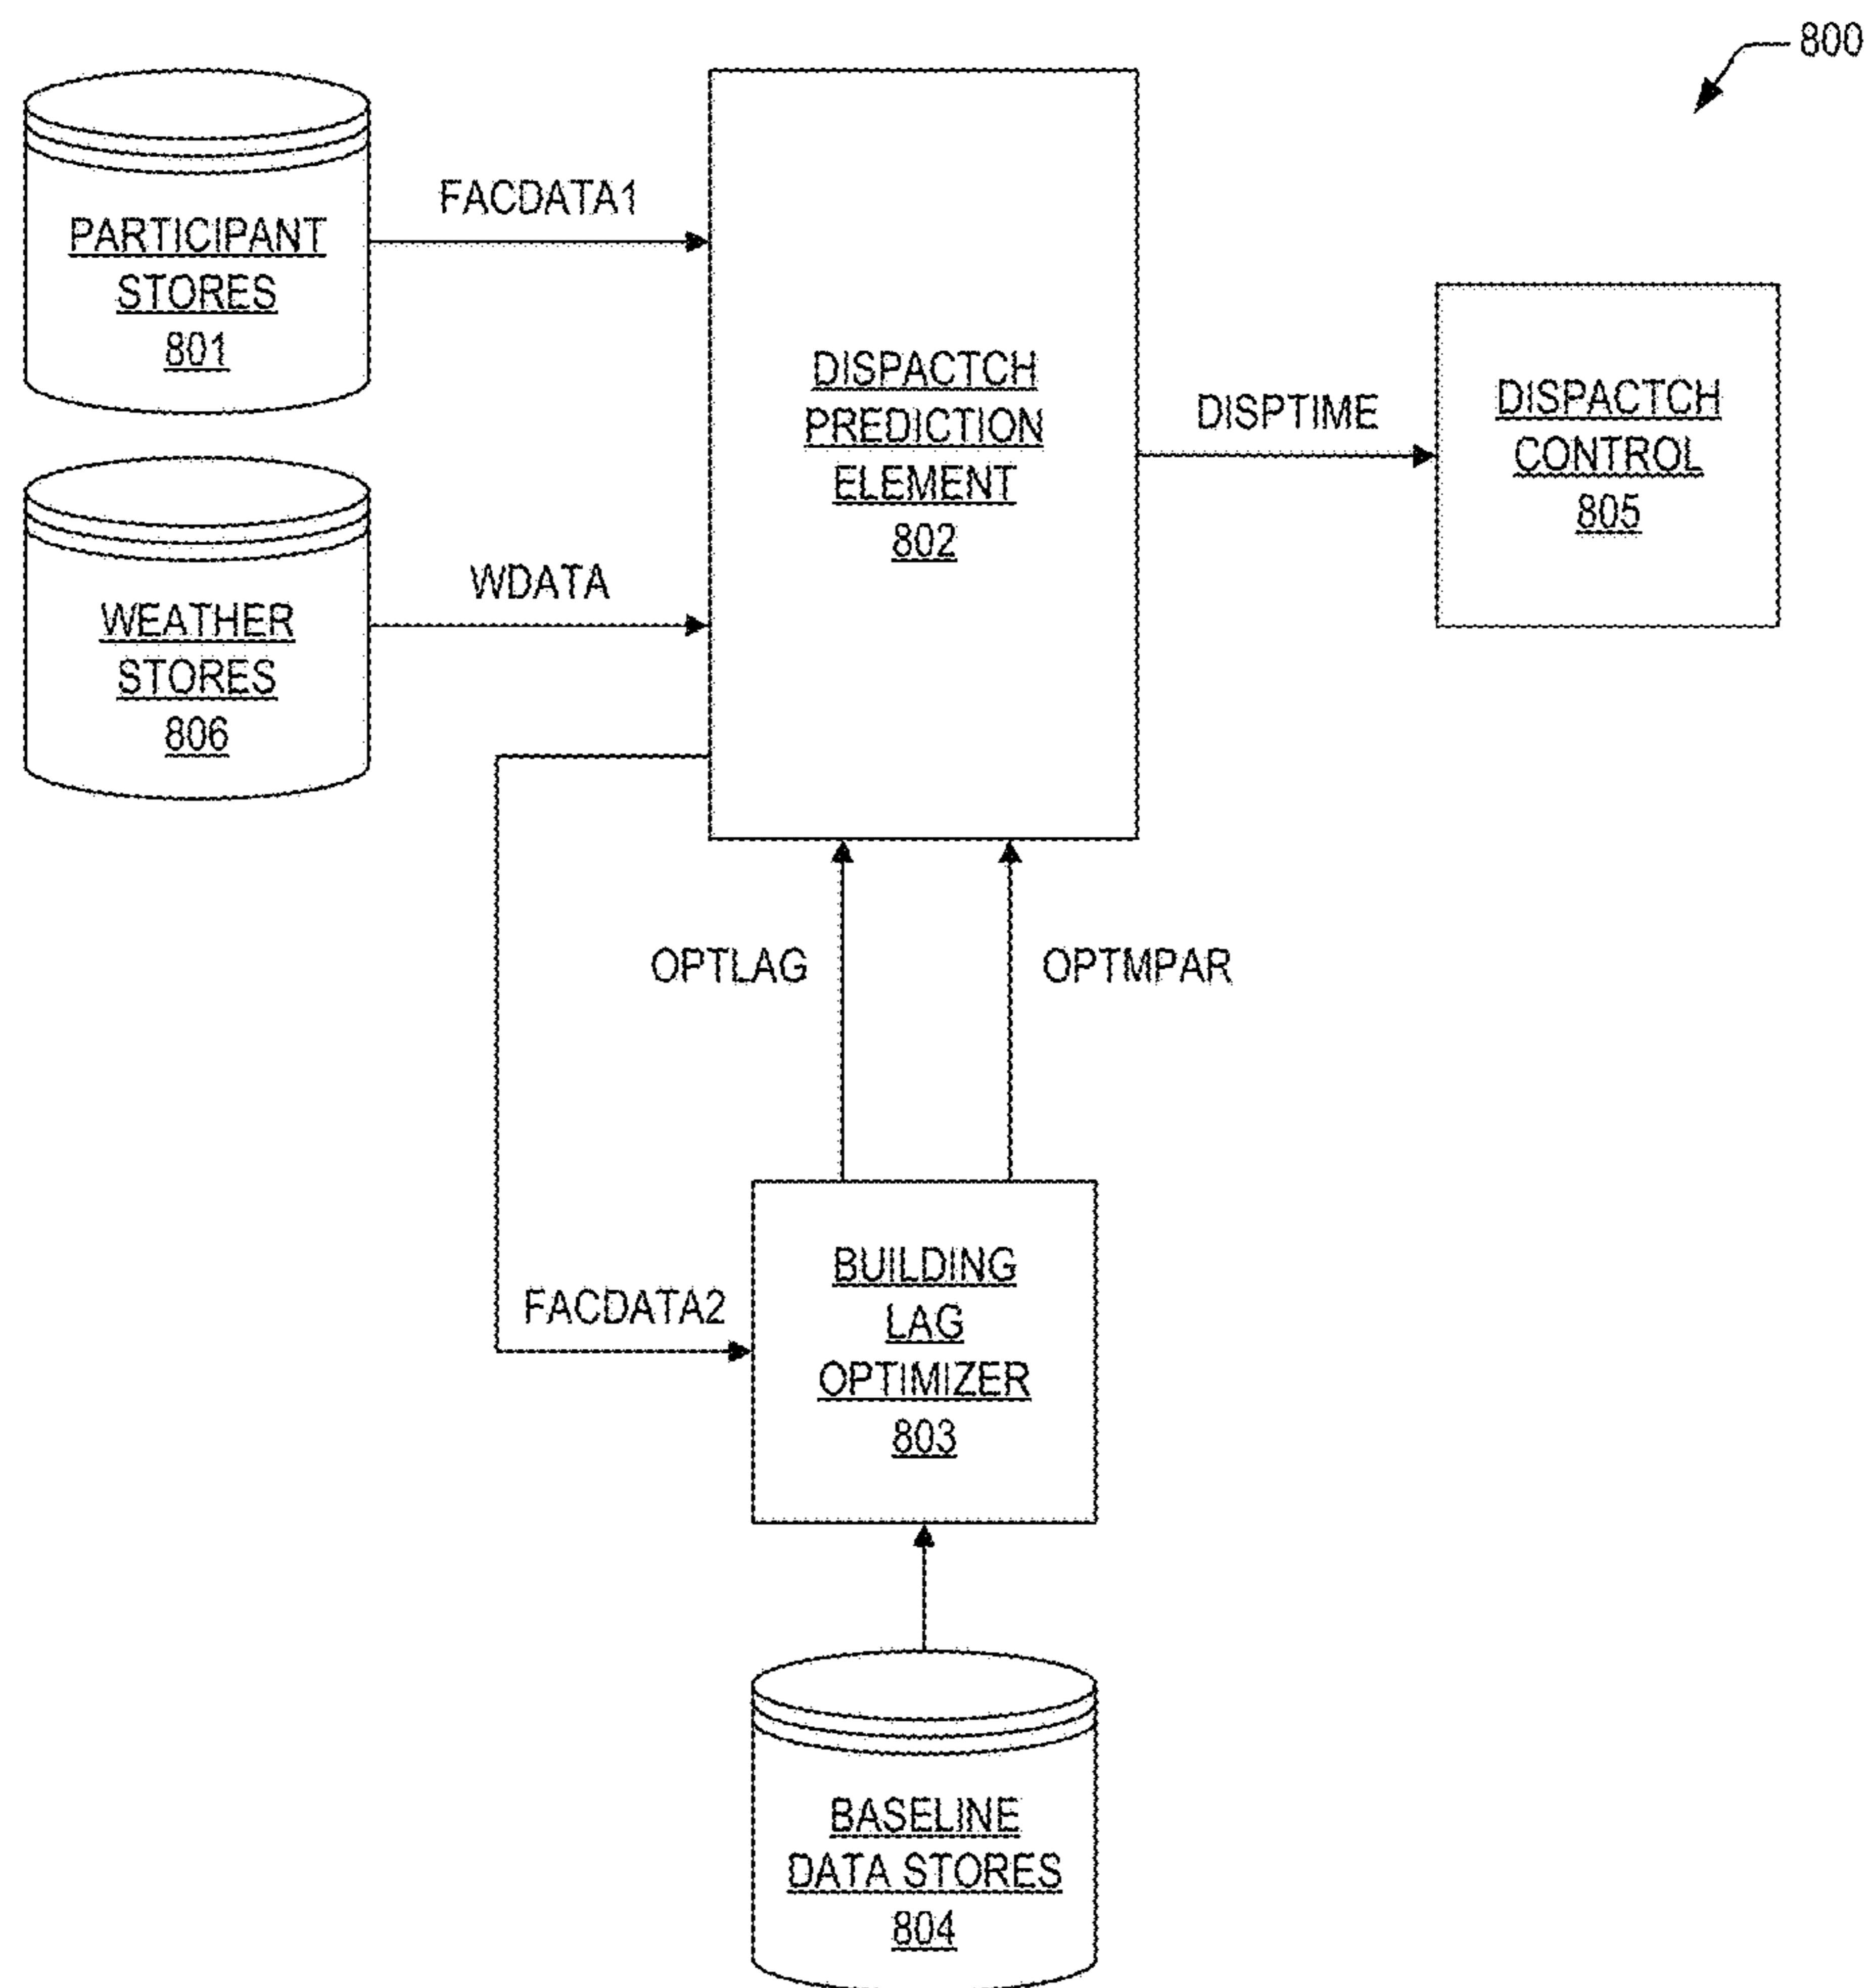 800
PARTICIPANT
STORES
801
FACDATA1
DISPACTCH
PREDICTION
ELEMENT
802
DISPTIME
DISPACTCH
CONTROL
805
WEATHER
STORES
806
WDATA
OPTLAG
OPTMPAR
FACDATA2
BUILDING
LAG
OPTIMIZER
803
BASELINE
DATA STORES
804